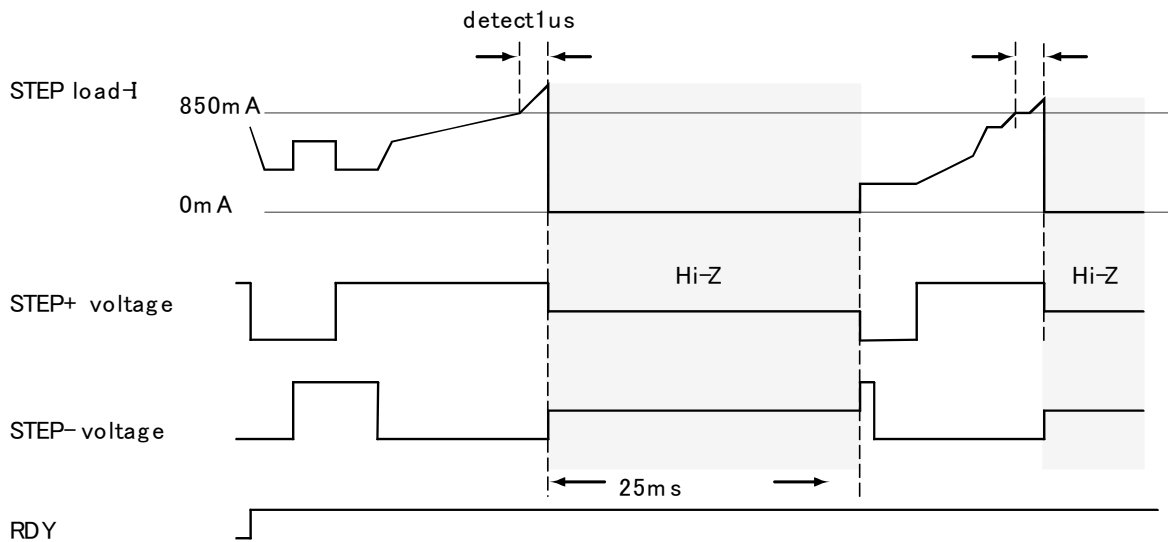 detect1us
STEP load-I
850mA
0mA
Hi-Z
Hi-Z
STEP+ voltage
STEP- voltage
25ms
RDY